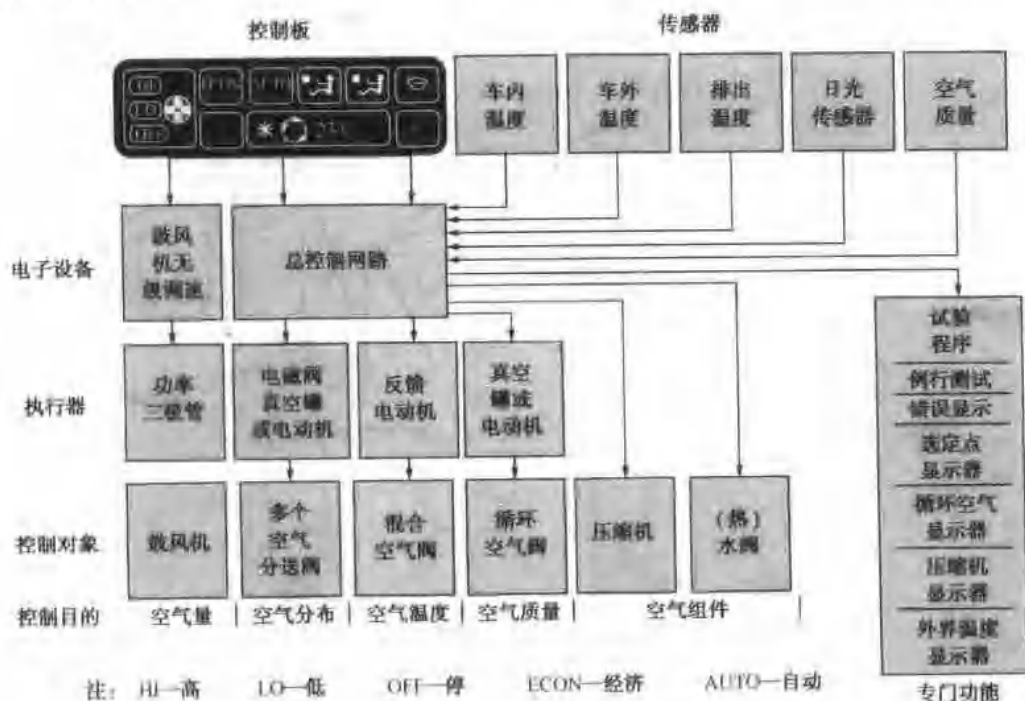 控制板
传感器
HI
LO
车内
温度
车外
温度
排出
温度
日光
传感器
空气
质量
电子设备
鼓风
机无
级调速
总控制网路
执行器
功率
二极管
电磁阀
真空罐
或电动机
反馈
电动机
真空
罐或
电动机
控制对象
鼓风机
多个
空气
分送阀
混合
空气阀
循环
空气阀
压缩机
(热)
水阀
控制目的
空气量
空气分布
空气温度
空气质量
空气组件
试验
程序
例行测试
错误显示
选定点
显示器
循环空气
显示器
压缩机
显示器
外界温度
显示器
专门功能
注: HI—高 LO—低 OFF—停 ECON—经济 AUTO—自动